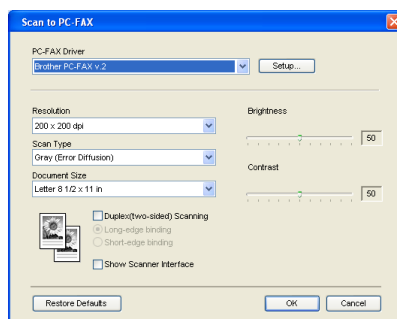 Scan to PC-FAX
PC-FAX Driver
Brother PC-FAX v.2
Setup...
Resolution
200 x 200 dpi
Scan Type
Gray (Error Diffusion)
Document Size
Letter 8 1/2 x 11 in
Brightness
50
Contrast
50
Duplex(two-sided) Scanning
Long-edge binding
Short-edge binding
Show Scanner Interface
Restore Defaults
OK
Cancel